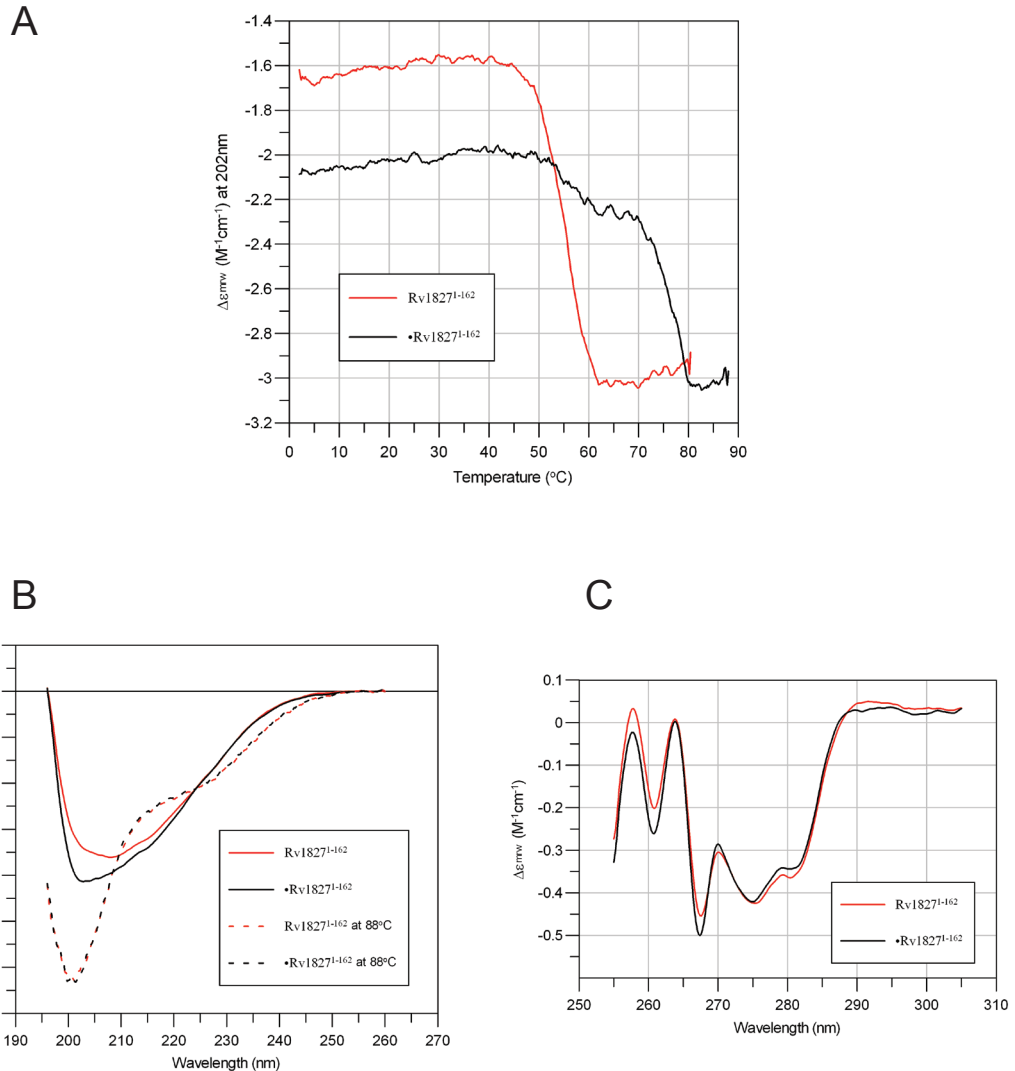 A
-1.4
-1.6
-1.8
-2
-2.2
-2.4
-2.6
-2.8
-3
-3.2
Δεᵐʳʷ (M⁻¹cm⁻¹) at 202nm
Rv1827¹⁻¹⁶²
•Rv1827¹⁻¹⁶²
0 10 20 30 40 50 60 70 80 90
Temperature (°C)
B
Rv1827¹⁻¹⁶²
•Rv1827¹⁻¹⁶²
Rv1827¹⁻¹⁶² at 88°C
•Rv1827¹⁻¹⁶² at 88°C
190 200 210 220 230 240 250 260 270
Wavelength (nm)
C
0.1
0
-0.1
-0.2
-0.3
-0.4
-0.5
Δεᵐʳʷ (M⁻¹cm⁻¹)
Rv1827¹⁻¹⁶²
•Rv1827¹⁻¹⁶²
250 260 270 280 290 300 310
Wavelength (nm)